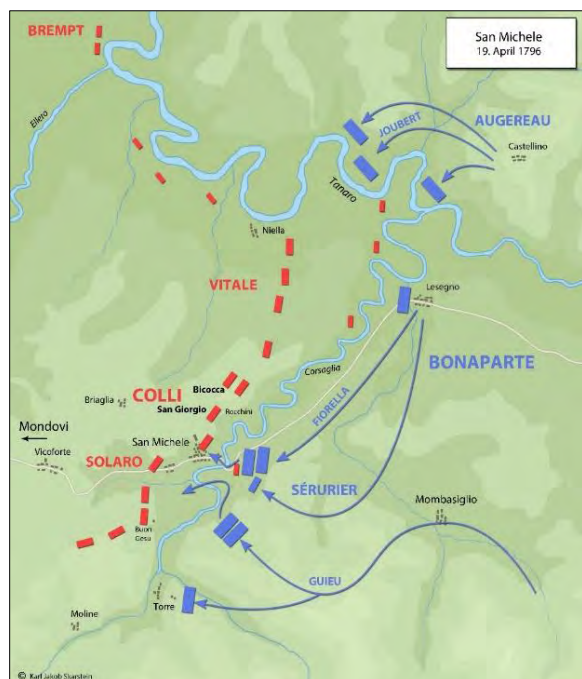 San Michele
19. April 1796
BREMPT
Ellero
AUGEREAU
JOUBERT
Castellino
Tanaro
Niella
VITALE
Lesegno
BONAPARTE
Corsaglia
COLLI
Bicocca
San Giorgio
Rocchini
FIORELLA
Briaglia
Mondovi
San Michele
Vicoforte
SOLARO
SÉRURIER
Mombasiglio
Buon
Gesu
GUIEU
Torre
Moline
© Karl Jakob Skarstein